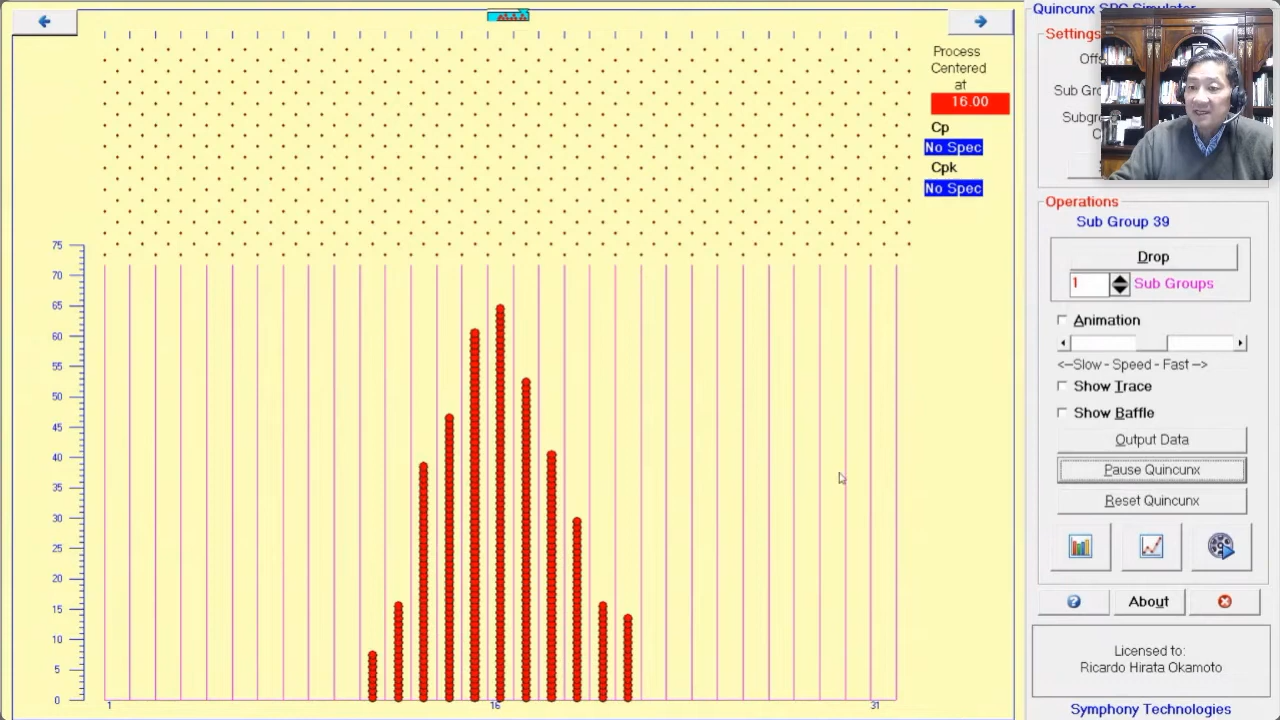 Quincunx SPC Simulator
Settings
Sub
Process
Centered
at
16.00
Cp
No Spec
Cpk
No Spec
Operations
Sub Group 39
Drop
1
Sub Groups
Animation
<--Slow - Speed - Fast -->
Show Trace
Show Baffle
Output Data
Pause Quincunx
Reset Quincunx
?
About
Licensed to:
Ricardo Hirata Okamoto
Symphony Technologies
75
70
65
60
55
50
45
40
35
30
25
20
15
10
5
0
1
16
31